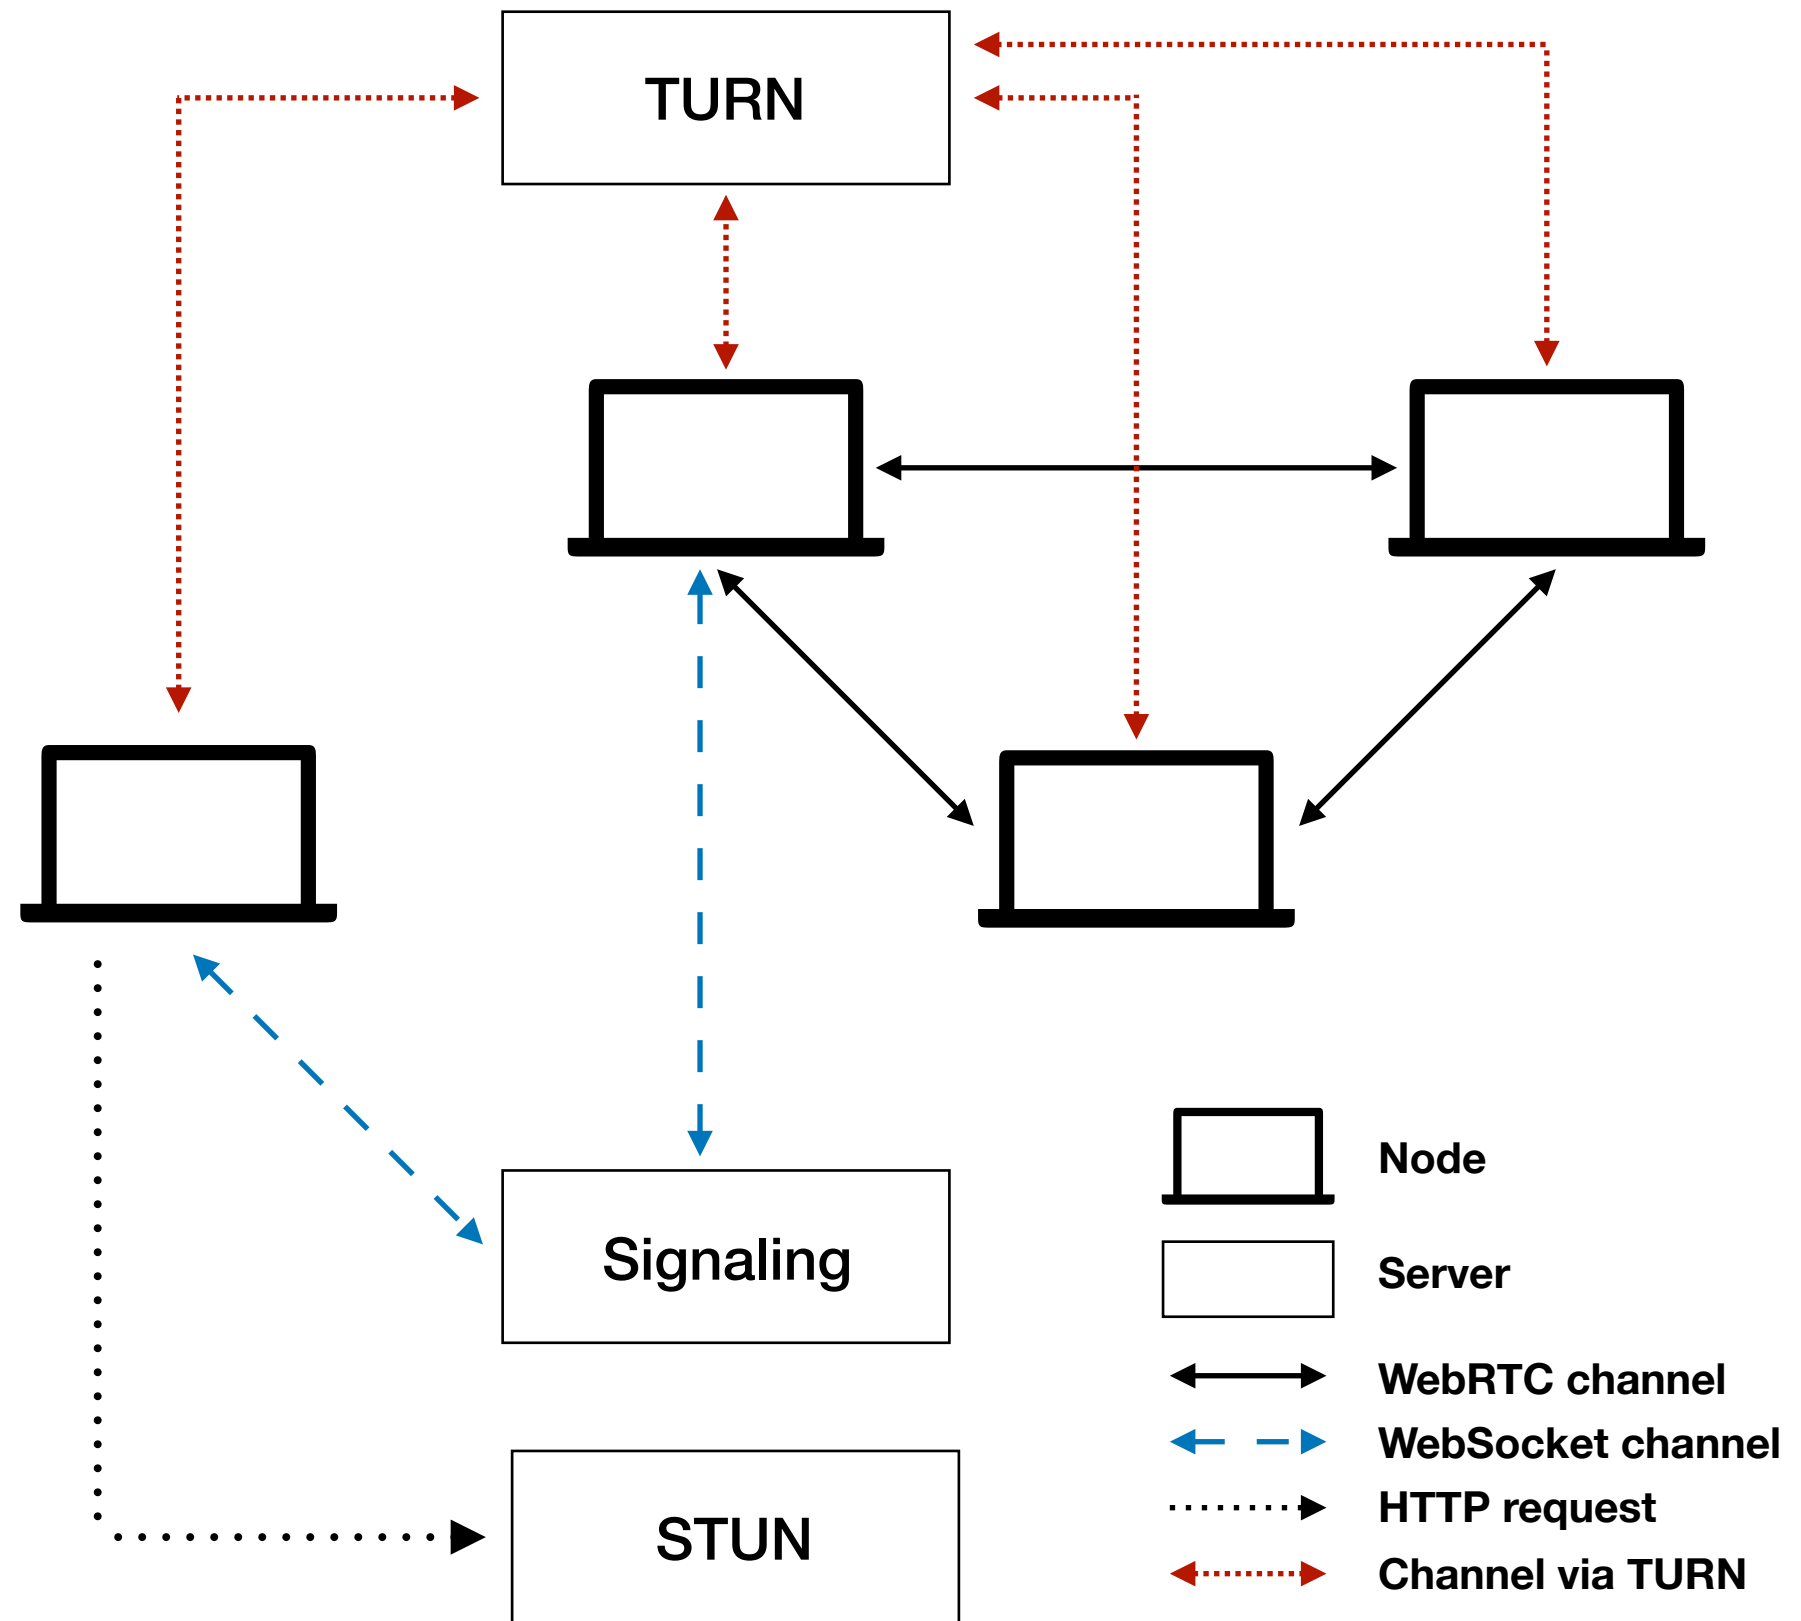 TURN
Signaling
STUN
Node
Server
WebRTC channel
WebSocket channel
HTTP request
Channel via TURN